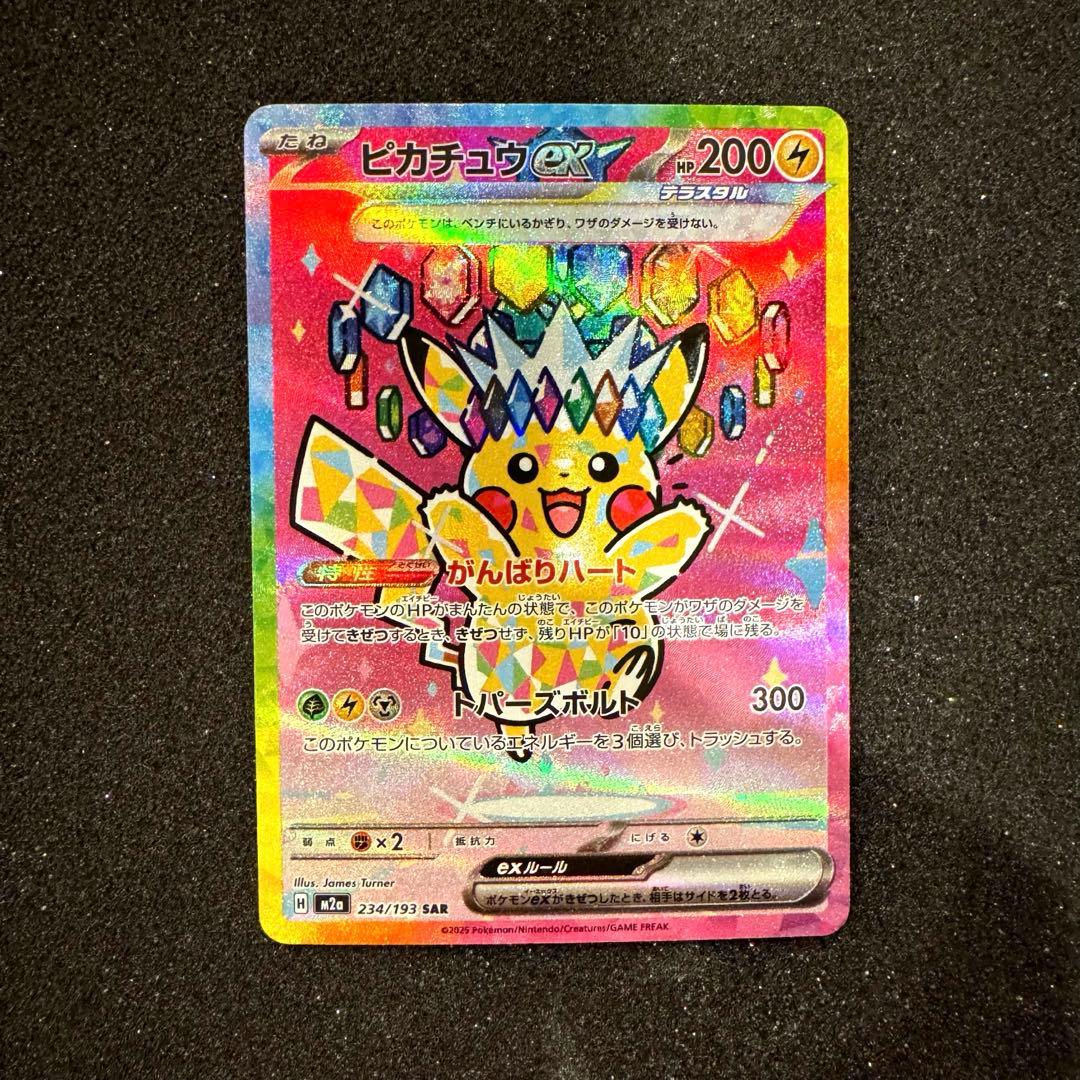 たね ピカチュウex HP200
テラスタル
このポケモンは、ベンチにいるかぎり、ワザのダメージを受けない。
特性 がんばりハート
このポケモンのHPがまんたんの状態で、このポケモンがワザのダメージを
受けてきぜつするとき、きぜつせず、残りHPが「10」の状態で場に残る。
トパーズボルト 300
このポケモンについているエネルギーを3個選び、トラッシュする。
弱点 ×2 抵抗力 にげる
exルール
ポケモンexがきぜつしたとき、相手はサイドを2枚とる。
Illus. James Turner
H M2a 234/193 SAR
©2025 Pokémon/Nintendo/Creatures/GAME FREAK